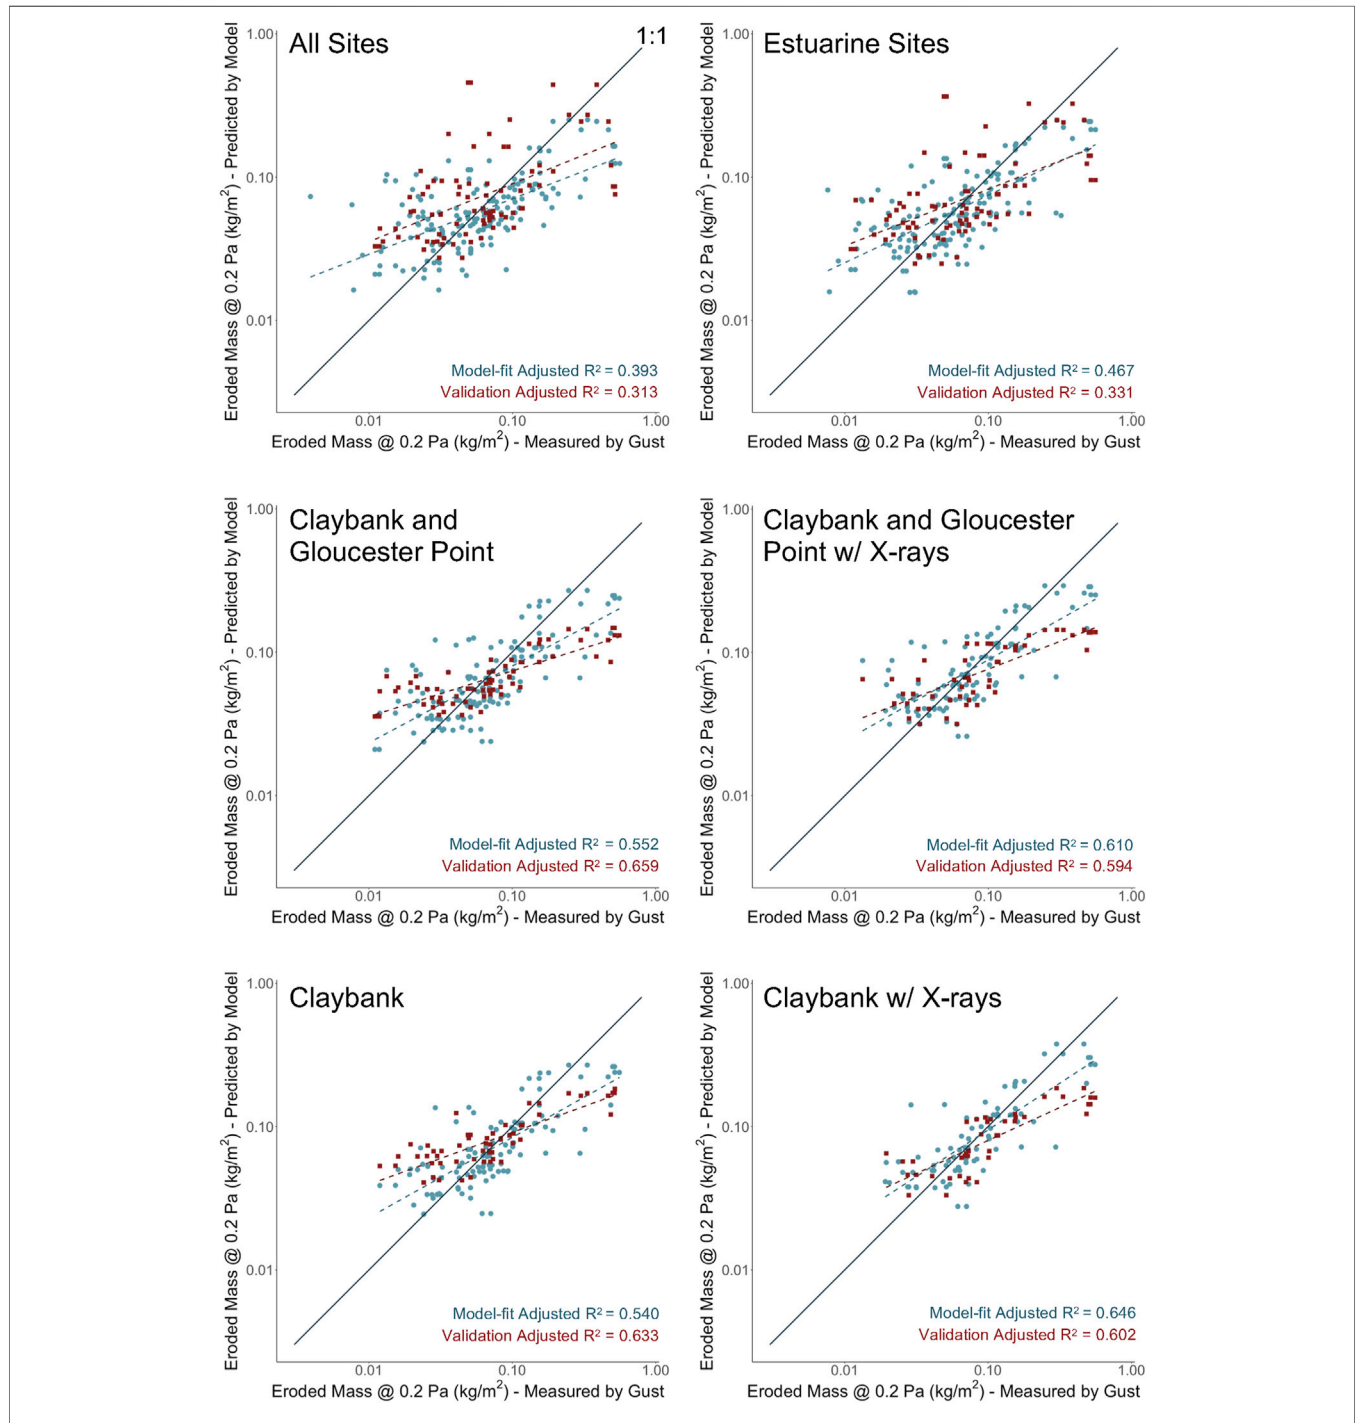 All Sites
1:1
1.00
0.10
0.01
Eroded Mass @ 0.2 Pa (kg/m²) - Predicted by Model
Model-fit Adjusted R² = 0.393
Validation Adjusted R² = 0.313
0.01 0.10 1.00
Eroded Mass @ 0.2 Pa (kg/m²) - Measured by Gust
Estuarine Sites
1.00
0.10
0.01
Eroded Mass @ 0.2 Pa (kg/m²) - Predicted by Model
Model-fit Adjusted R² = 0.467
Validation Adjusted R² = 0.331
0.01 0.10 1.00
Eroded Mass @ 0.2 Pa (kg/m²) - Measured by Gust
Claybank and
Gloucester Point
1.00
0.10
0.01
Eroded Mass @ 0.2 Pa (kg/m²) - Predicted by Model
Model-fit Adjusted R² = 0.552
Validation Adjusted R² = 0.659
0.01 0.10 1.00
Eroded Mass @ 0.2 Pa (kg/m²) - Measured by Gust
Claybank and Gloucester
Point w/ X-rays
1.00
0.10
0.01
Eroded Mass @ 0.2 Pa (kg/m²) - Predicted by Model
Model-fit Adjusted R² = 0.610
Validation Adjusted R² = 0.594
0.01 0.10 1.00
Eroded Mass @ 0.2 Pa (kg/m²) - Measured by Gust
Claybank
1.00
0.10
0.01
Eroded Mass @ 0.2 Pa (kg/m²) - Predicted by Model
Model-fit Adjusted R² = 0.540
Validation Adjusted R² = 0.633
0.01 0.10 1.00
Eroded Mass @ 0.2 Pa (kg/m²) - Measured by Gust
Claybank w/ X-rays
1.00
0.10
0.01
Eroded Mass @ 0.2 Pa (kg/m²) - Predicted by Model
Model-fit Adjusted R² = 0.646
Validation Adjusted R² = 0.602
0.01 0.10 1.00
Eroded Mass @ 0.2 Pa (kg/m²) - Measured by Gust